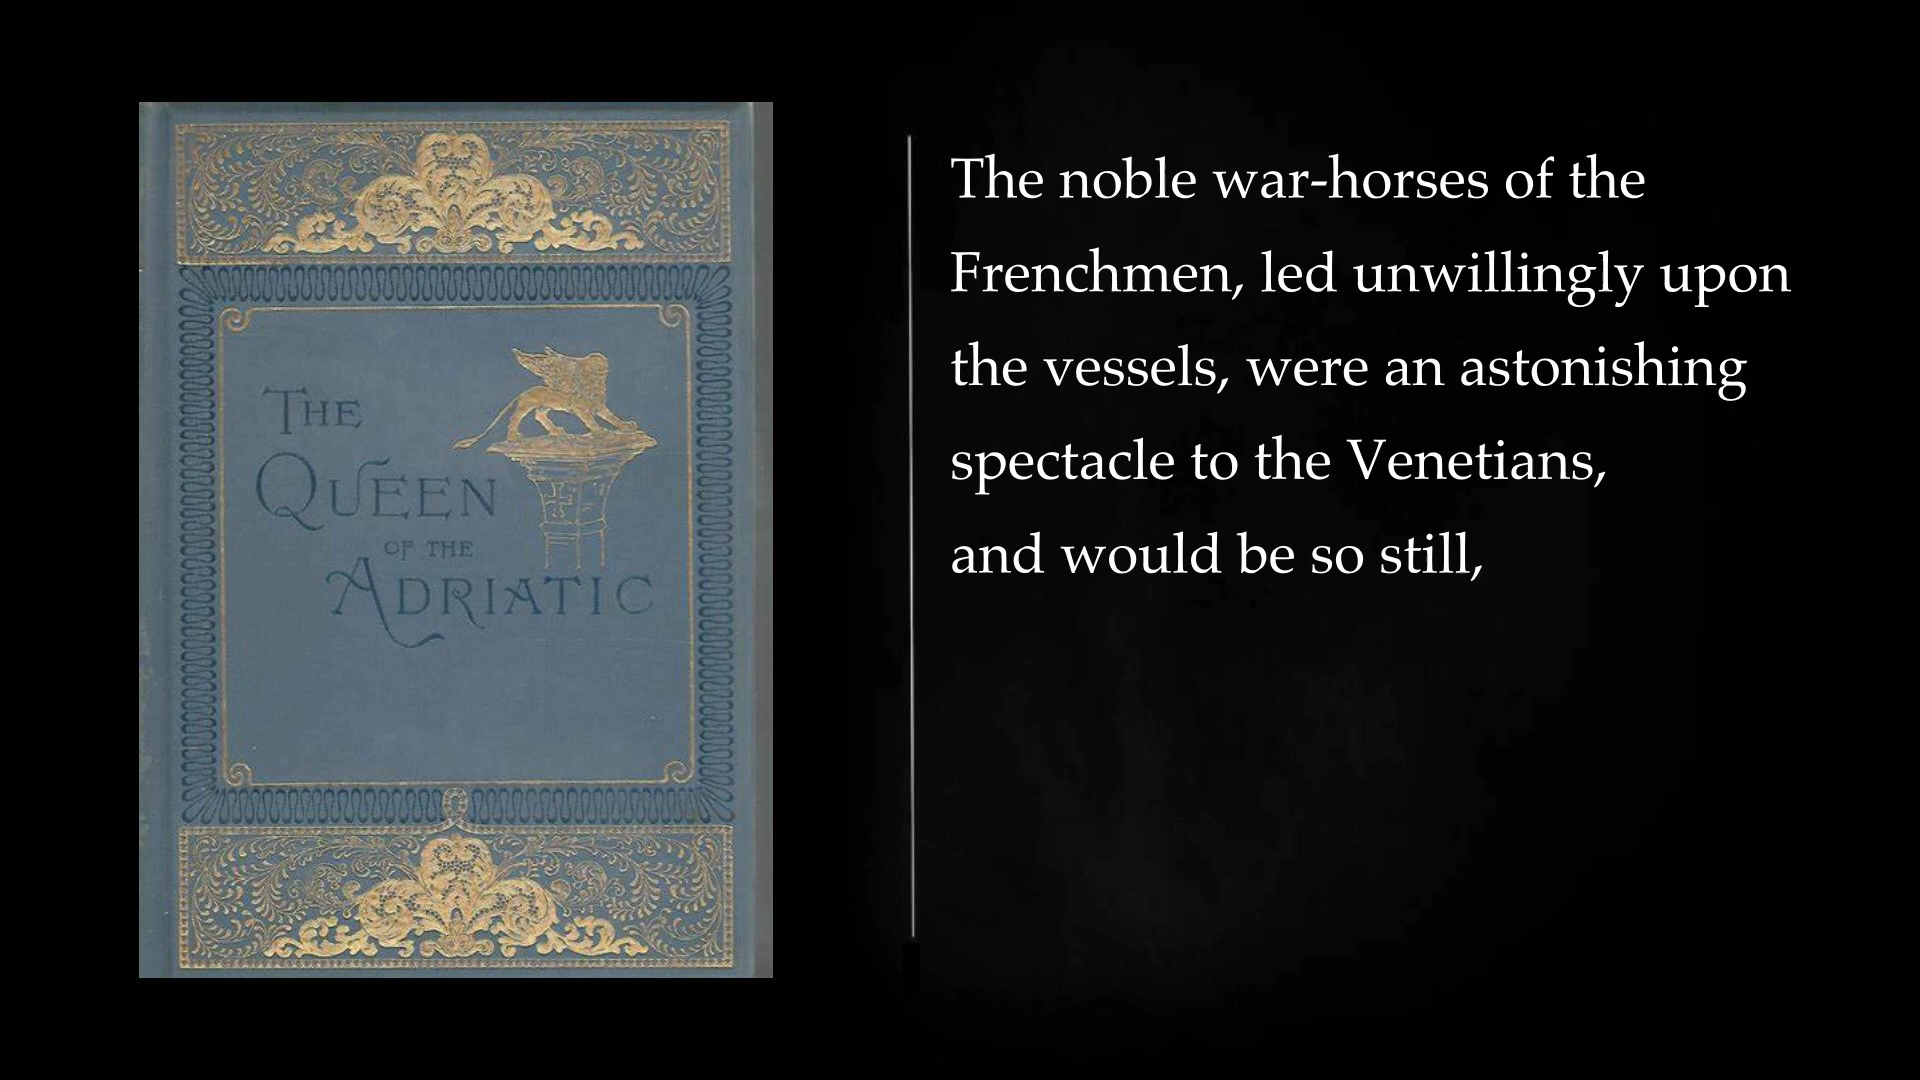 THE
QUEEN
OF THE
ADRIATIC
The noble war-horses of the
Frenchmen, led unwillingly upon
the vessels, were an astonishing
spectacle to the Venetians,
and would be so still,